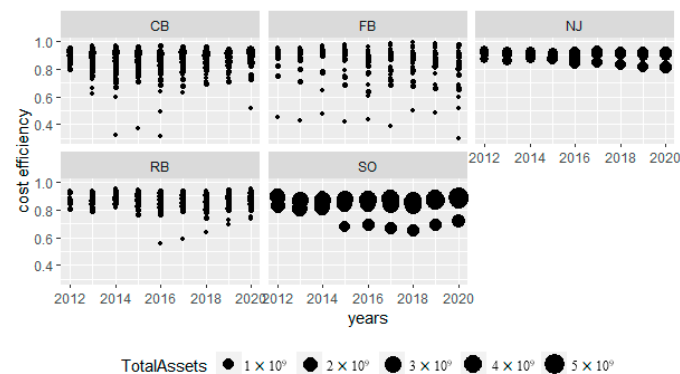 CB FB NJ
1.0
0.8
0.6
0.4
2012 2014 2016 2018 2020
RB SO
1.0
0.8
0.6
0.4
2012 2014 2016 2018 2020 2012 2014 2016 2018 2020
cost efficiency
years
TotalAssets 1 × 10⁹ 2 × 10⁹ 3 × 10⁹ 4 × 10⁹ 5 × 10⁹